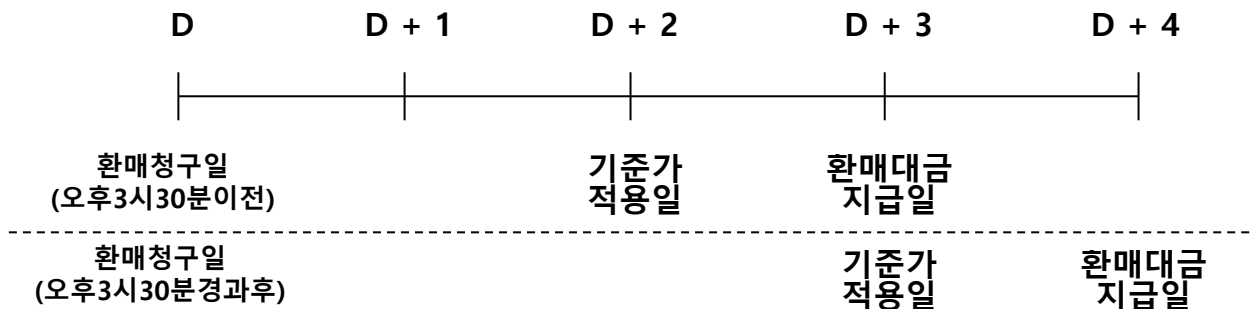 D D + 1 D + 2 D + 3 D + 4
환매청구일
(오후3시30분이전)
기준가
적용일
환매대금
지급일
환매청구일
(오후3시30분경과후)
기준가
적용일
환매대금
지급일